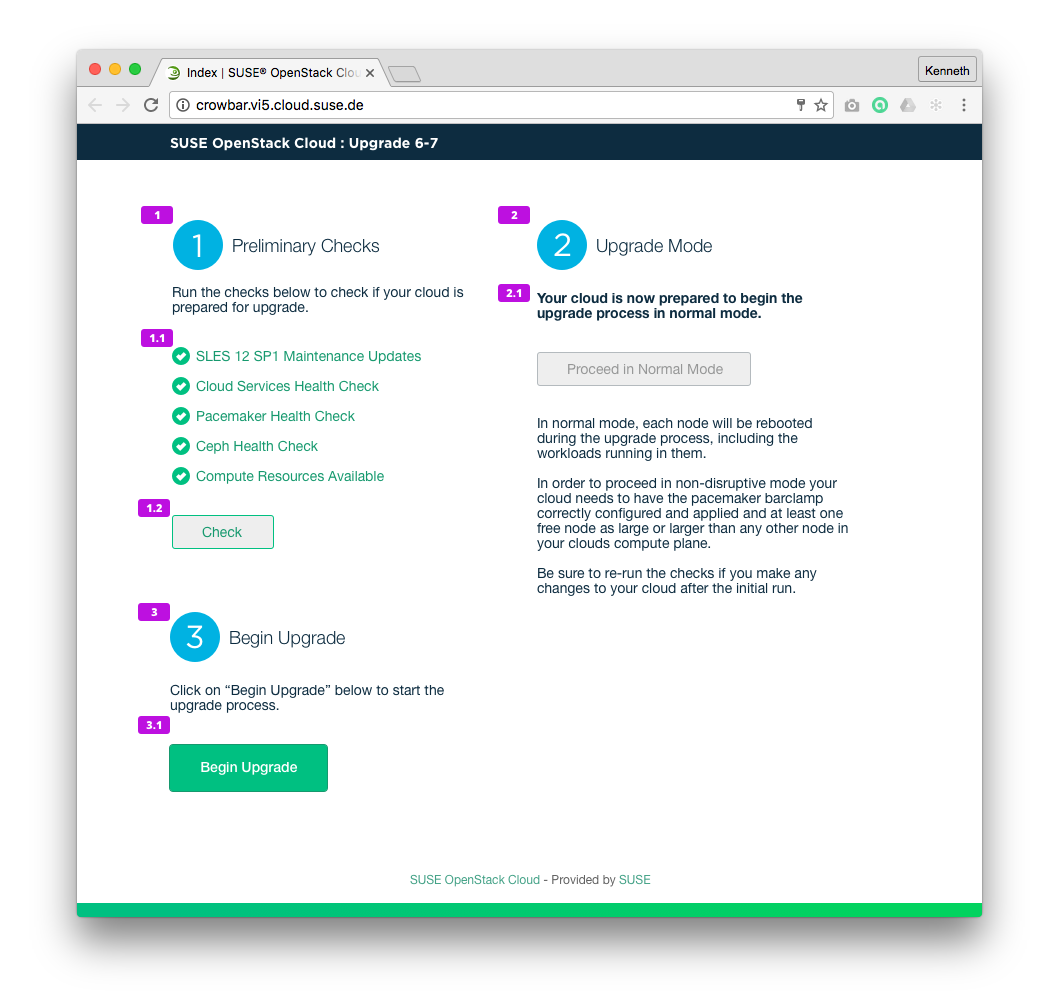 Index | SUSE® OpenStack Clou
Kenneth
crowbar.vi5.cloud.suse.de
SUSE OpenStack Cloud : Upgrade 6-7
1
1 Preliminary Checks
Run the checks below to check if your cloud is
prepared for upgrade.
1.1
SLES 12 SP1 Maintenance Updates
Cloud Services Health Check
Pacemaker Health Check
Ceph Health Check
Compute Resources Available
1.2
Check
2
2 Upgrade Mode
2.1
Your cloud is now prepared to begin the
upgrade process in normal mode.
Proceed in Normal Mode
In normal mode, each node will be rebooted
during the upgrade process, including the
workloads running in them.
In order to proceed in non-disruptive mode your
cloud needs to have the pacemaker barclamp
correctly configured and applied and at least one
free node as large or larger than any other node in
your clouds compute plane.
Be sure to re-run the checks if you make any
changes to your cloud after the initial run.
3
3 Begin Upgrade
Click on “Begin Upgrade” below to start the
upgrade process.
3.1
Begin Upgrade
SUSE OpenStack Cloud - Provided by SUSE